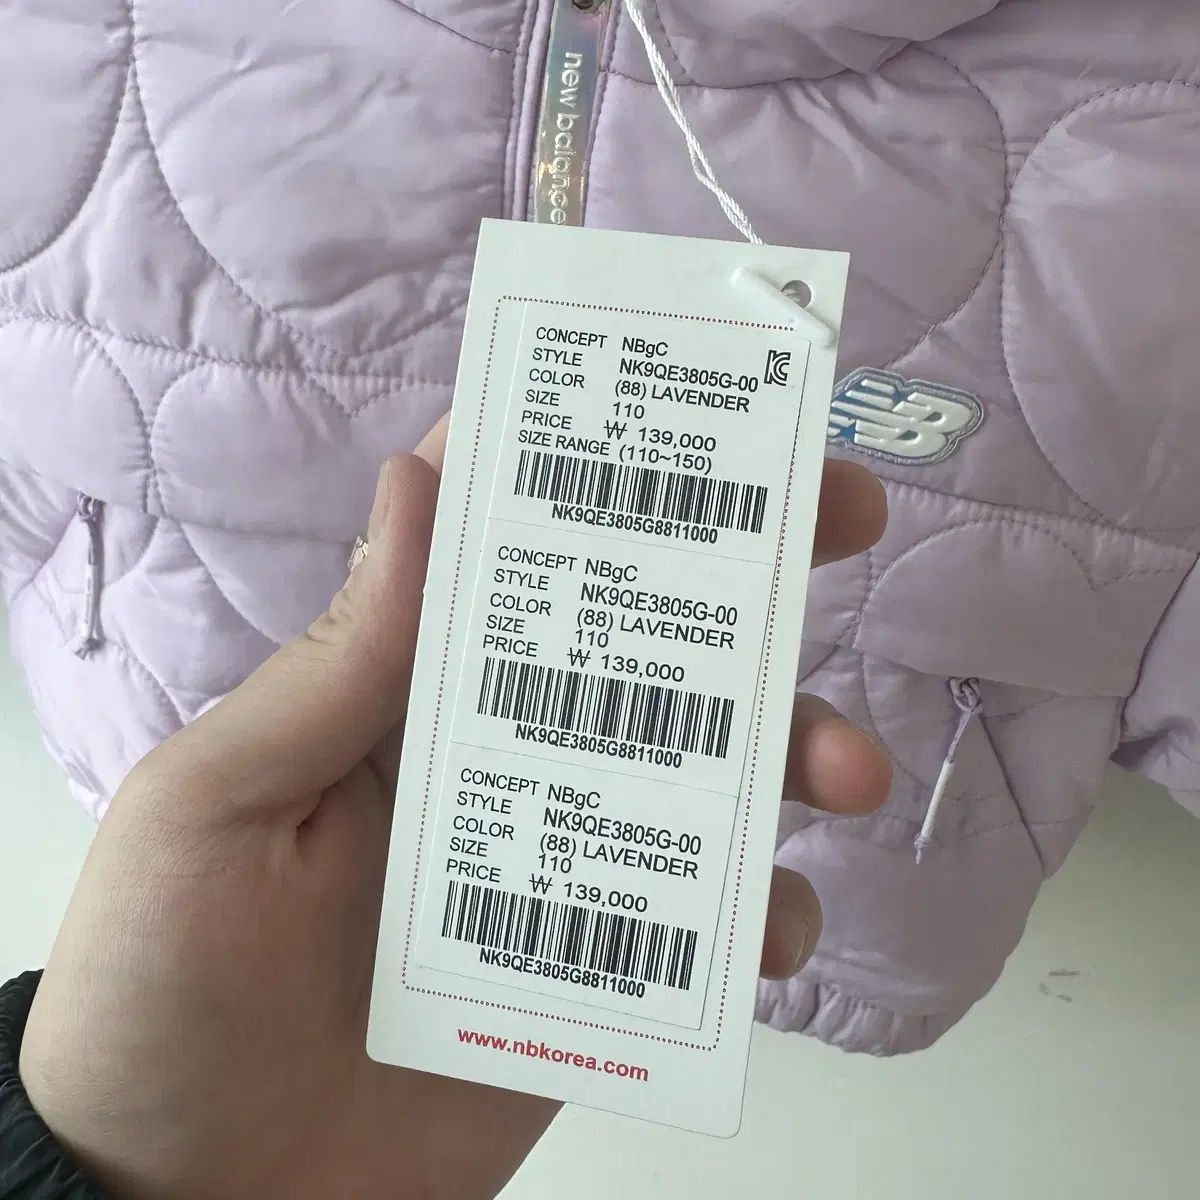 new balance
CONCEPT NBgC
STYLE NK9QE3805G-00
COLOR (88) LAVENDER
SIZE 110
PRICE ₩ 139,000
SIZE RANGE (110~150)
NK9QE3805G8811000
CONCEPT NBgC
STYLE NK9QE3805G-00
COLOR (88) LAVENDER
SIZE 110
PRICE ₩ 139,000
NK9QE3805G8811000
CONCEPT NBgC
STYLE NK9QE3805G-00
COLOR (88) LAVENDER
SIZE 110
PRICE ₩ 139,000
NK9QE3805G8811000
www.nbkorea.com
NB